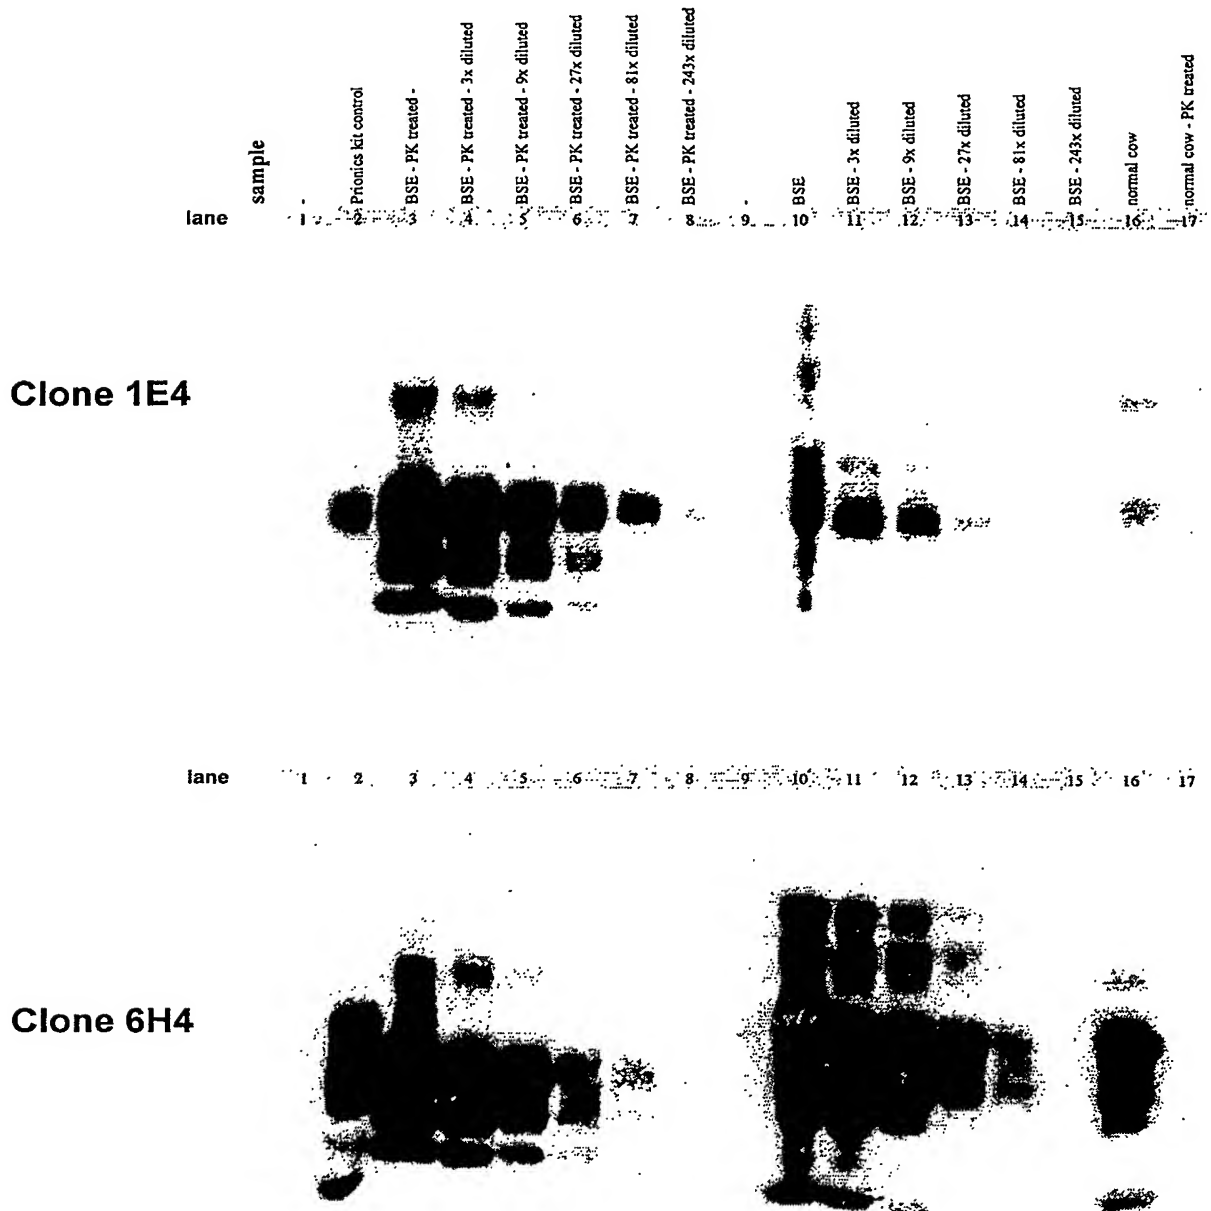 sample
-
Prionics kit control
BSE - PK treated -
BSE - PK treated - 3x diluted
BSE - PK treated - 9x diluted
BSE - PK treated - 27x diluted
BSE - PK treated - 81x diluted
BSE - PK treated - 243x diluted
-
BSE
BSE - 3x diluted
BSE - 9x diluted
BSE - 27x diluted
BSE - 81x diluted
BSE - 243x diluted
normal cow
normal cow - PK treated
lane 1 2 3 4 5 6 7 8 9 10 11 12 13 14 15 16 17
Clone 1E4
lane 1 2 3 4 5 6 7 8 9 10 11 12 13 14 15 16 17
Clone 6H4